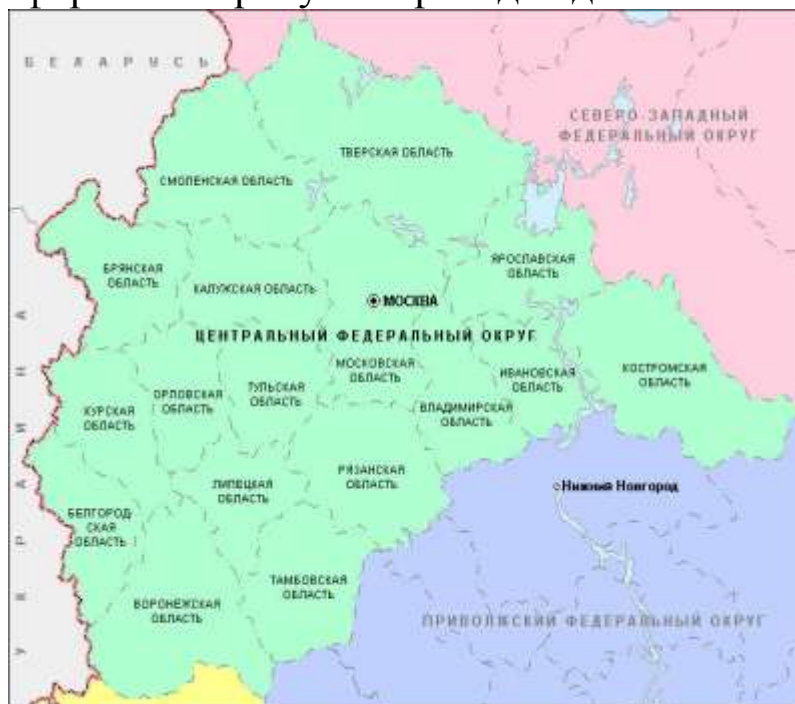 БЕЛАРУСЬ
СЕВЕРО-ЗАПАДНЫЙ
ФЕДЕРАЛЬНЫЙ ОКРУГ
ТВЕРСКАЯ ОБЛАСТЬ
СМОЛЕНСКАЯ ОБЛАСТЬ
БРЯНСКАЯ
ОБЛАСТЬ
КАЛУЖСКАЯ ОБЛАСТЬ
ЯРОСЛАВСКАЯ
ОБЛАСТЬ
МОСКВА
ЦЕНТРАЛЬНЫЙ ФЕДЕРАЛЬНЫЙ ОКРУГ
МОСКОВСКАЯ
ОБЛАСТЬ
ИВАНОВСКАЯ
ОБЛАСТЬ
КОСТРОМСКАЯ
ОБЛАСТЬ
КУРСКАЯ
ОБЛАСТЬ
ОРЛОВСКАЯ
ОБЛАСТЬ
ТУЛЬСКАЯ
ОБЛАСТЬ
ВЛАДИМИРСКАЯ
ОБЛАСТЬ
ЛИПЕЦКАЯ
ОБЛАСТЬ
РЯЗАНСКАЯ
ОБЛАСТЬ
Нижний Новгород
БЕЛГОРОД
СКАЯ
ОБЛАСТЬ
ВОРОНЕЖСКАЯ
ОБЛАСТЬ
ТАМБОВСКАЯ
ОБЛАСТЬ
ПРИВОЛЖСКИЙ ФЕДЕРАЛЬНЫЙ ОКРУГ
УКРАИНА